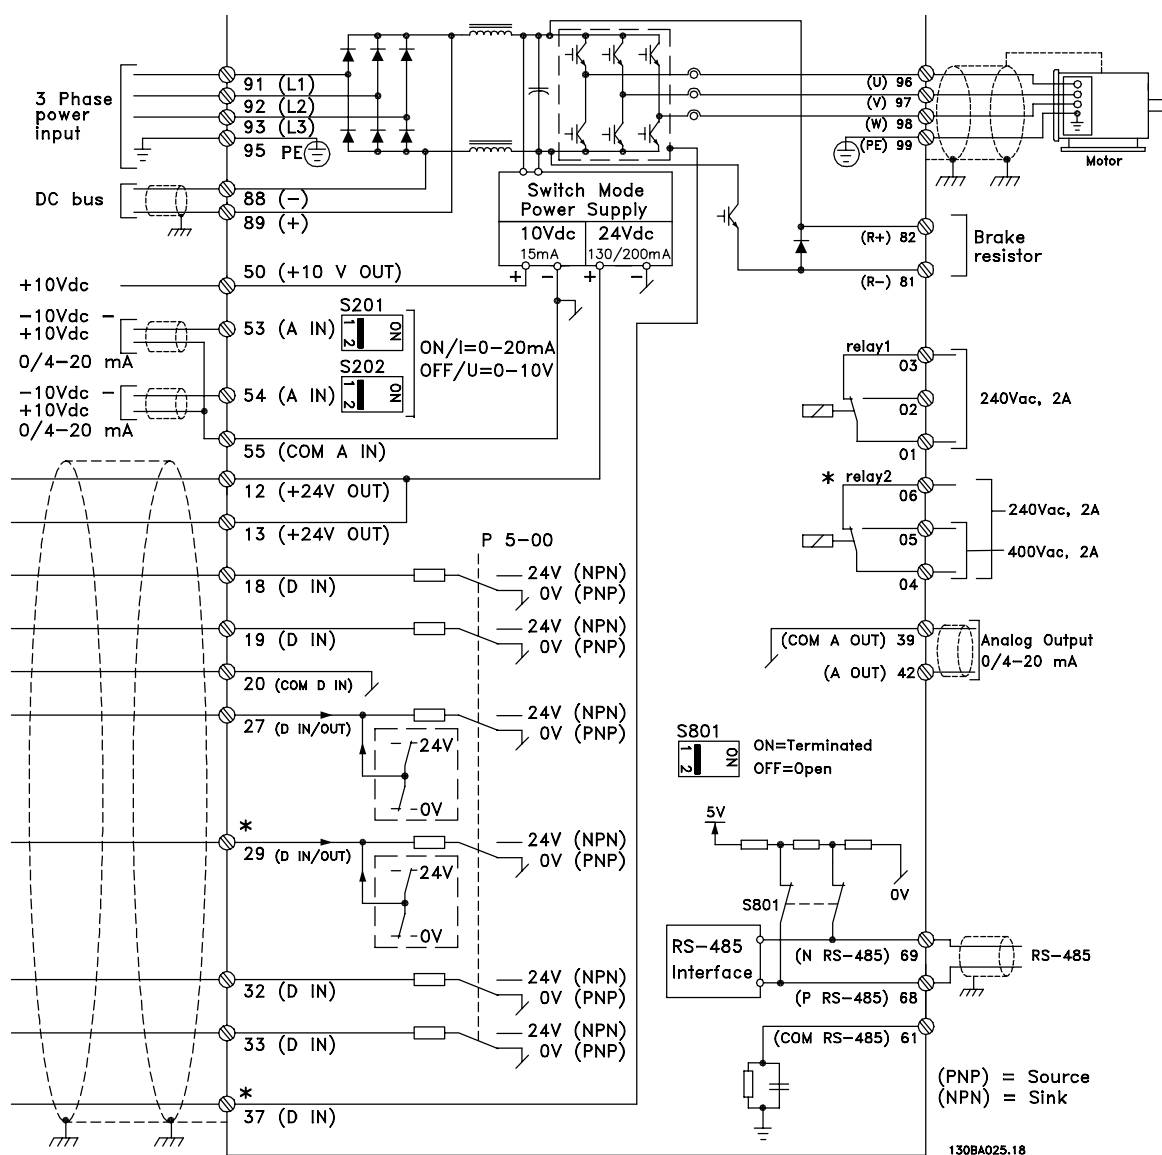 3 Phase
power
input
91 (L1)
92 (L2)
93 (L3)
95 PE
DC bus
88 (−)
89 (+)
Switch Mode
Power Supply
10Vdc
15mA
24Vdc
130/200mA
+ − + −
(U) 96
(V) 97
(W) 98
(PE) 99
Motor
(R+) 82
(R−) 81
Brake
resistor
+10Vdc
50 (+10 V OUT)
−10Vdc −
+10Vdc
0/4−20 mA
53 (A IN)
S201
1 2
ON
−10Vdc −
+10Vdc
0/4−20 mA
54 (A IN)
S202
1 2
ON
ON/I=0−20mA
OFF/U=0−10V
55 (COM A IN)
12 (+24V OUT)
13 (+24V OUT)
P 5−00
18 (D IN)
24V (NPN)
0V (PNP)
19 (D IN)
24V (NPN)
0V (PNP)
20 (COM D IN)
27 (D IN/OUT)
24V (NPN)
0V (PNP)
24V
0V
*
29 (D IN/OUT)
24V (NPN)
0V (PNP)
24V
0V
32 (D IN)
24V (NPN)
0V (PNP)
33 (D IN)
24V (NPN)
0V (PNP)
*
37 (D IN)
relay1
03
02
01
240Vac, 2A
* relay2
06
05
04
240Vac, 2A
400Vac, 2A
(COM A OUT) 39
(A OUT) 42
Analog Output
0/4−20 mA
S801
1 2
ON
ON=Terminated
OFF=Open
5V
0V
S801
RS−485
Interface
(N RS−485) 69
(P RS−485) 68
RS−485
(COM RS−485) 61
(PNP) = Source
(NPN) = Sink
130BA025.18